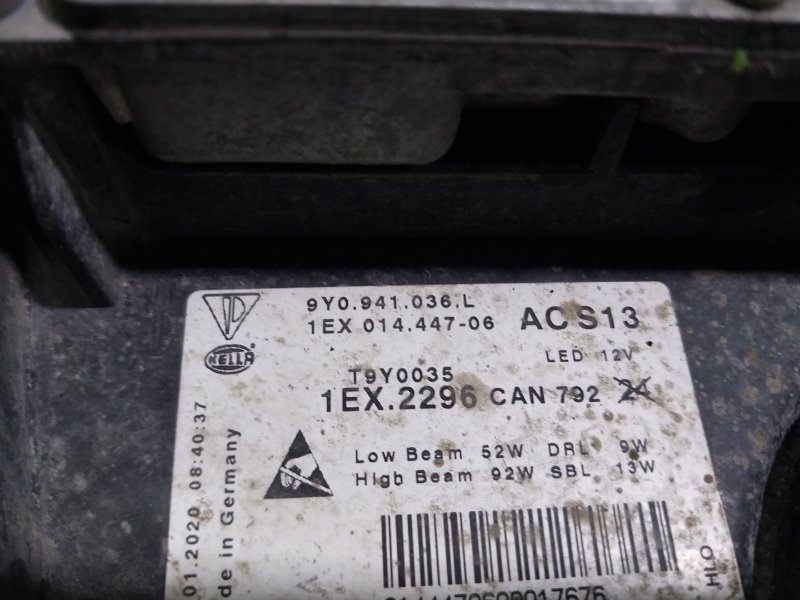 9Y0.941.036.L
1EX 014.447-06 AC S13
HELLA
LED 12V
T9Y0035
1EX.2296 CAN 792 24
Low Beam 52W DRL 9W
High Beam 92W SBL 13W
01.2020 08:40:37
de in Germany
HLO